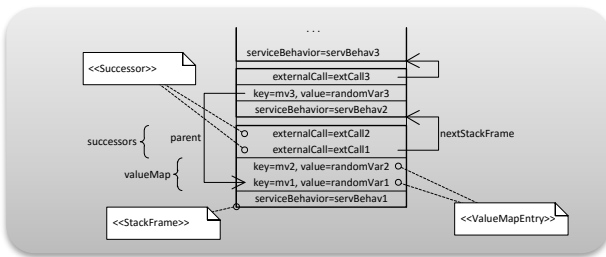 . . .
serviceBehavior=servBehav3
<<Successor>>
externalCall=extCall3
key=mv3, value=randomVar3
serviceBehavior=servBehav2
successors
parent
externalCall=extCall2
nextStackFrame
externalCall=extCall1
valueMap
key=mv2, value=randomVar2
key=mv1, value=randomVar1
serviceBehavior=servBehav1
<<StackFrame>>
<<ValueMapEntry>>